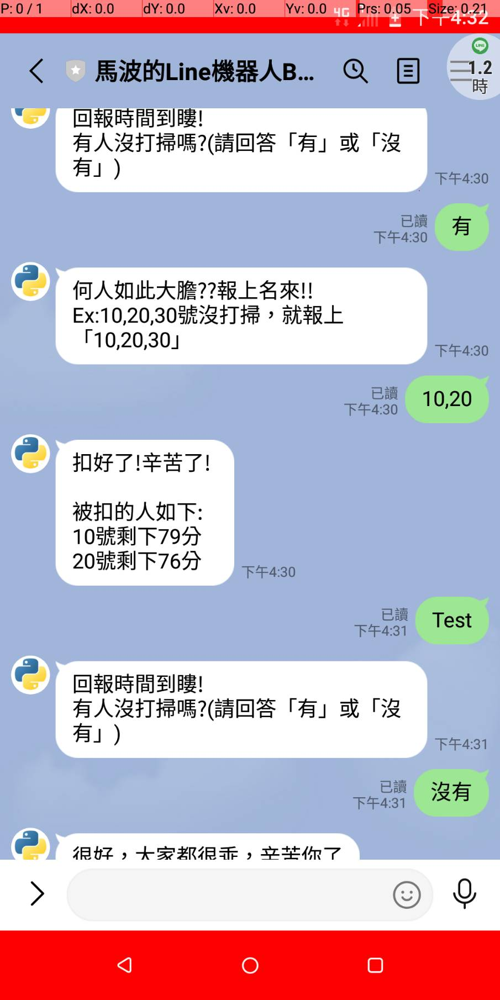 P: 0 / 1 dX: 0.0 dY: 0.0 Xv: 0.0 Yv: 0.0 Prs: 0.05 Size: 0.21
4G 下午4:32
馬波的Line機器人B...
LINE
1.2
時
回報時間到瞜!
有人沒打掃嗎?(請回答「有」或「沒
有」)
下午4:30
已讀
下午4:30
有
何人如此大膽??報上名來!!
Ex:10,20,30號沒打掃，就報上
「10,20,30」
下午4:30
已讀
下午4:30
10,20
扣好了!辛苦了!
被扣的人如下:
10號剩下79分
20號剩下76分
下午4:30
已讀
下午4:31
Test
回報時間到瞜!
有人沒打掃嗎?(請回答「有」或「沒
有」)
下午4:31
已讀
下午4:31
沒有
很好，大家都很乖，辛苦你了